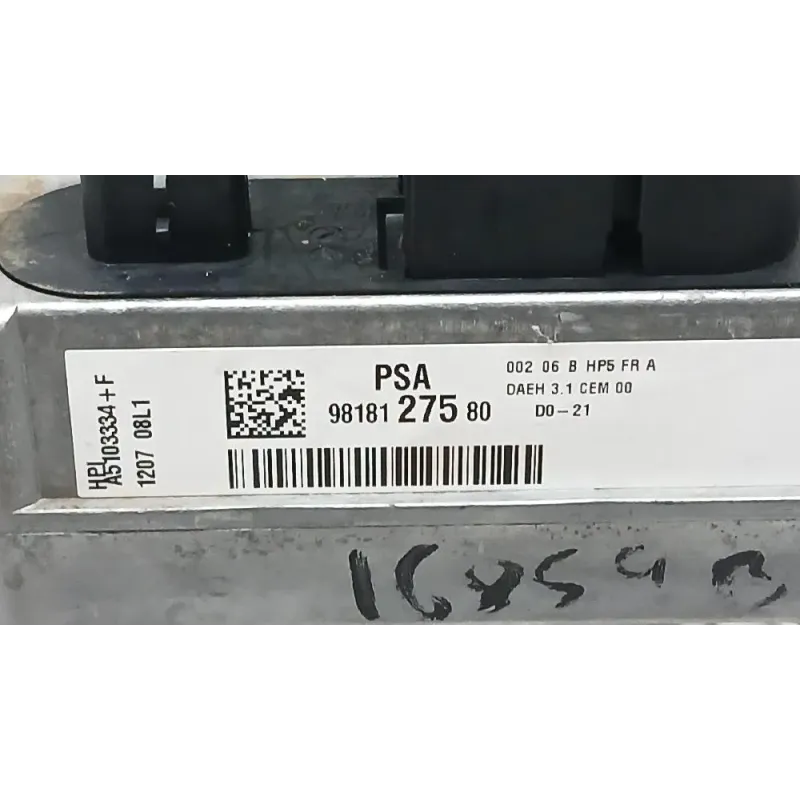 HPI
A5103334+F
1207 08L1
PSA
98181 275 80
002 06 B HP5 FR A
DAEH 3.1 CEM 00
D0-21